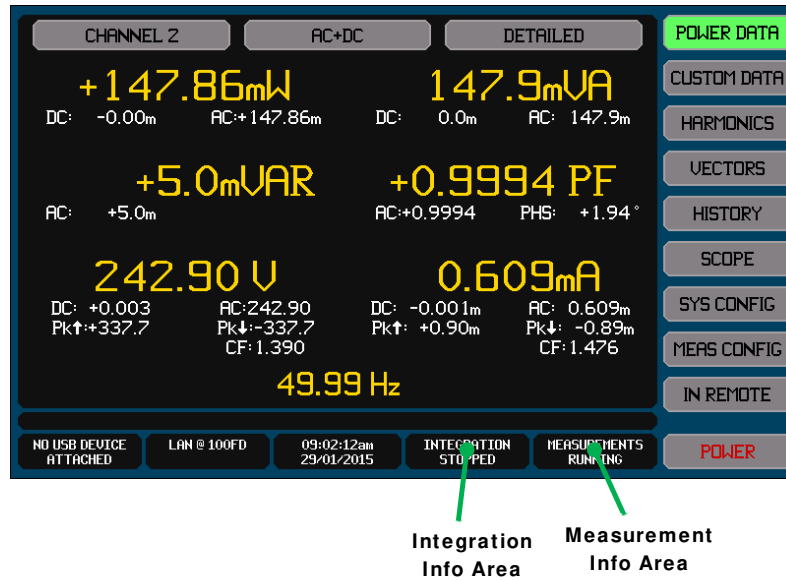 CHANNEL 2 AC+DC DETAILED POWER DATA
+147.86mW 147.9mVA CUSTOM DATA
DC: -0.00m AC:+147.86m DC: 0.0m AC: 147.9m HARMONICS
VECTORS
+5.0mVAR +0.9994 PF
AC: +5.0m AC:+0.9994 PHS: +1.94° HISTORY
SCOPE
242.90 V 0.609mA
DC: +0.003 AC:242.90 DC: -0.001m AC: 0.609m SYS CONFIG
Pk↑:+337.7 Pk↓:-337.7 Pk↑: +0.90m Pk↓: -0.89m
CF:1.390 CF:1.476 MEAS CONFIG
49.99 Hz IN REMOTE
NO USB DEVICE LAN @ 100FD 09:02:12am INTEGRATION MEASUREMENTS POWER
ATTACHED 29/01/2015 STOPPED RUNNING
Integration Measurement
Info Area Info Area